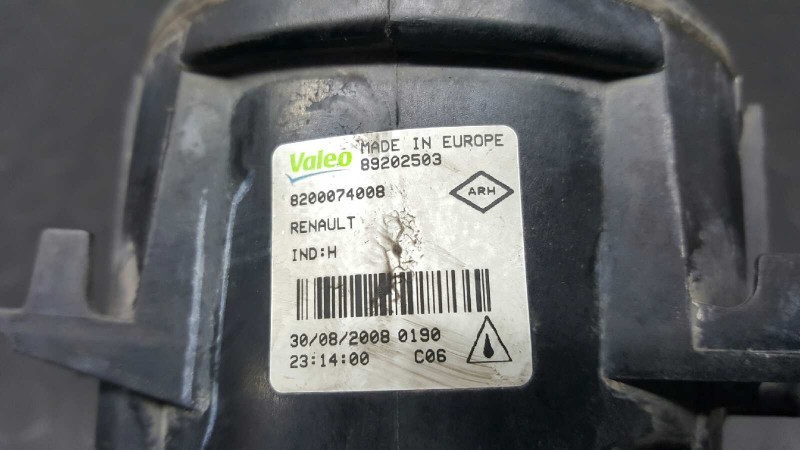 Valeo MADE IN EUROPE
89202503
8200074008
ARH
RENAULT
IND:H
30/08/2008 0190
23:14:00 C06